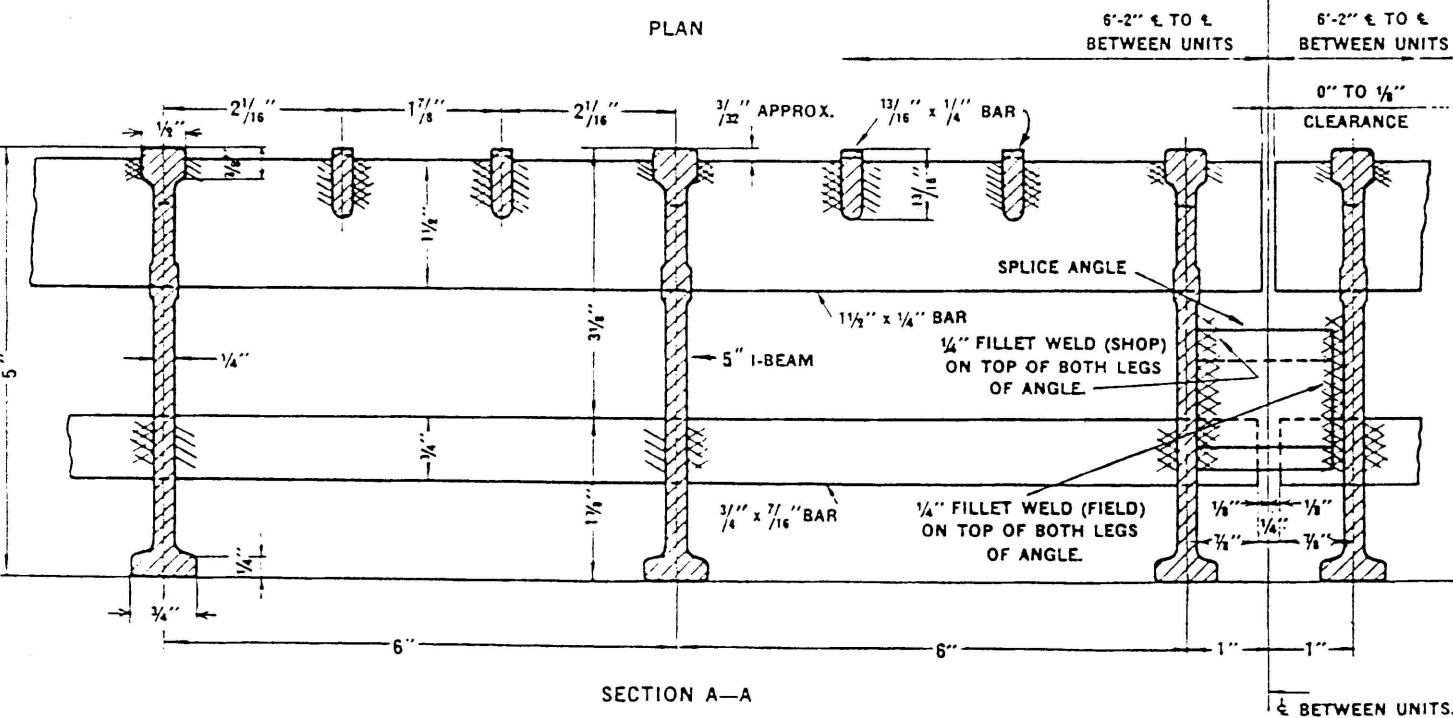 PLAN
6'-2" ℄ TO ℄
BETWEEN UNITS
6'-2" ℄ TO ℄
BETWEEN UNITS
2 1/16"
1 7/8"
2 1/16"
3/32" APPROX.
13/16" x 1/4" BAR
0" TO 1/8"
CLEARANCE
1/2"
3/8"
13/16"
1 1/2"
SPLICE ANGLE
1 1/2" x 1/4" BAR
3 1/8"
5"
1/4"
5" I-BEAM
1/4" FILLET WELD (SHOP)
ON TOP OF BOTH LEGS
OF ANGLE.
3/4"
1 7/8"
3/4" x 7/16" BAR
1/4" FILLET WELD (FIELD)
ON TOP OF BOTH LEGS
OF ANGLE.
1/8"
1/8"
1/4"
7/8"
7/8"
1/4"
3/4"
6"
6"
1"
1"
SECTION A—A
℄ BETWEEN UNITS.